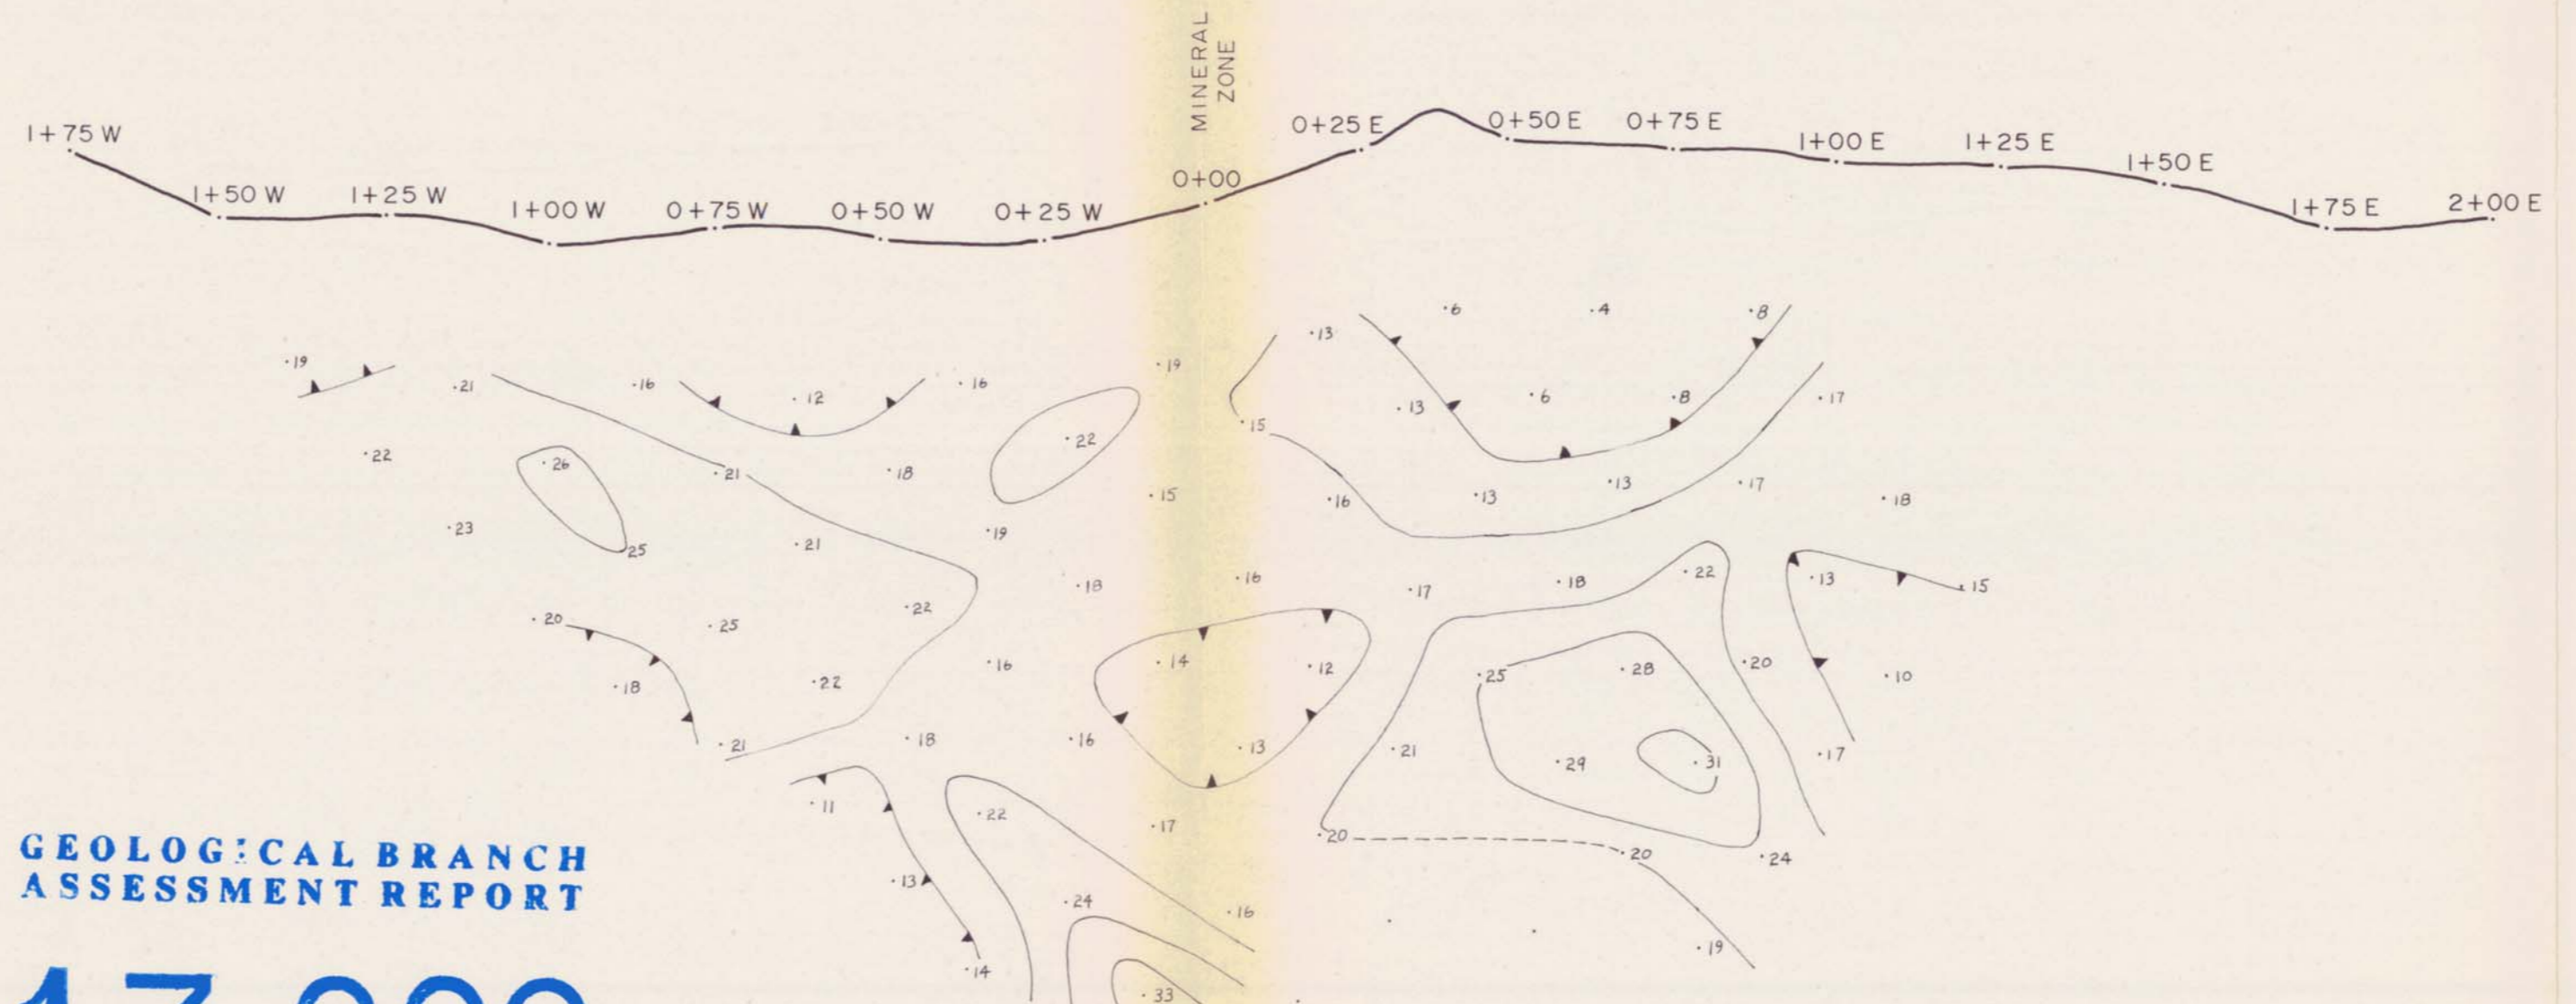 MINERAL
ZONE
1+75 W
1+50 W
1+25 W
1+00 W
0+75 W
0+50 W
0+25 W
0+00
0+25 E
0+50 E
0+75 E
1+00 E
1+25 E
1+50 E
1+75 E
2+00 E
·6 ·4 ·8
·13
·19 ·19
·21 ·16 ·12 ·16 ·13 ·6 ·8 ·17
·15
·22 ·26 ·21 ·18 ·22 ·15 ·16 ·13 ·13 ·17 ·18
·23 25 ·21 ·19
·18 ·16 ·17 ·18 ·22 ·13 15
·20 ·25 ·22
·18 ·22 ·16 ·14 ·12 ·25 ·28 ·20 ·10
·21 ·18 ·16 ·13 ·21 ·29 ·31 ·17
·11 ·22 ·17 ·20 ·20 ·24
GEOLOGICAL BRANCH
ASSESSMENT REPORT
·13 ·24 ·16
·19
·14 ·33